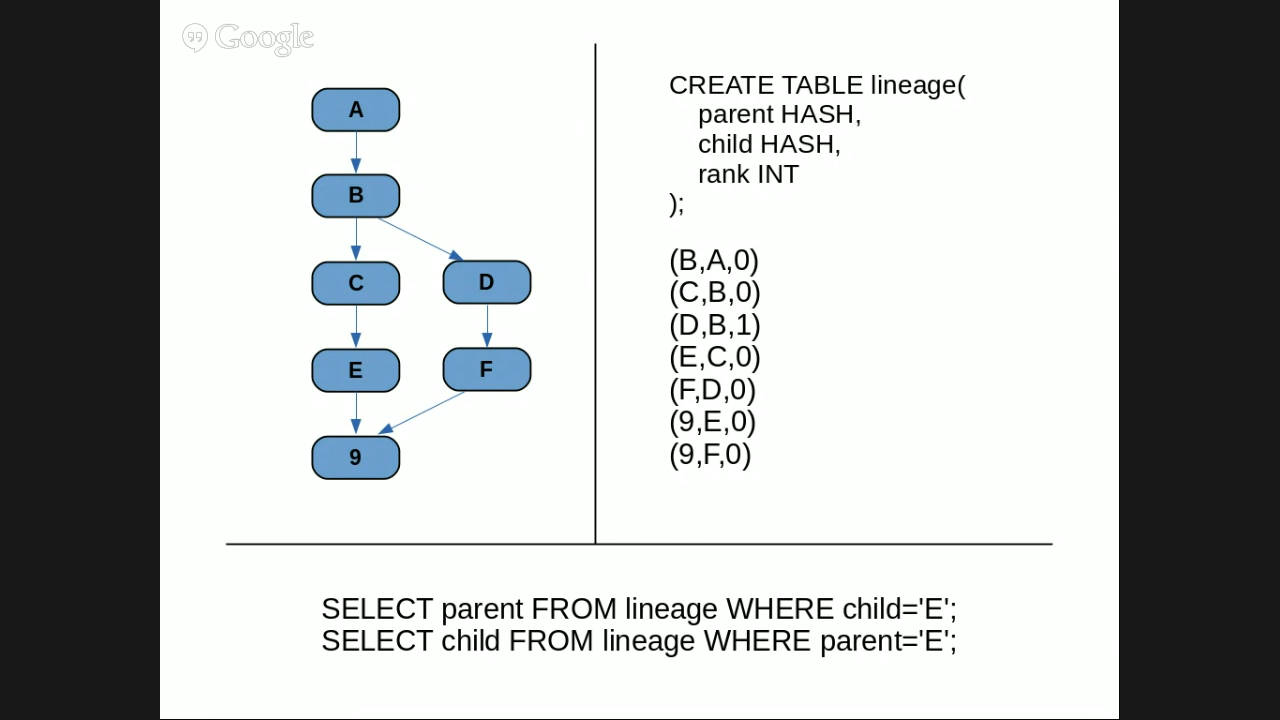 Google
A
B
C
D
E
F
9
CREATE TABLE lineage(
parent HASH,
child HASH,
rank INT
);
(B,A,0)
(C,B,0)
(D,B,1)
(E,C,0)
(F,D,0)
(9,E,0)
(9,F,0)
SELECT parent FROM lineage WHERE child='E';
SELECT child FROM lineage WHERE parent='E';